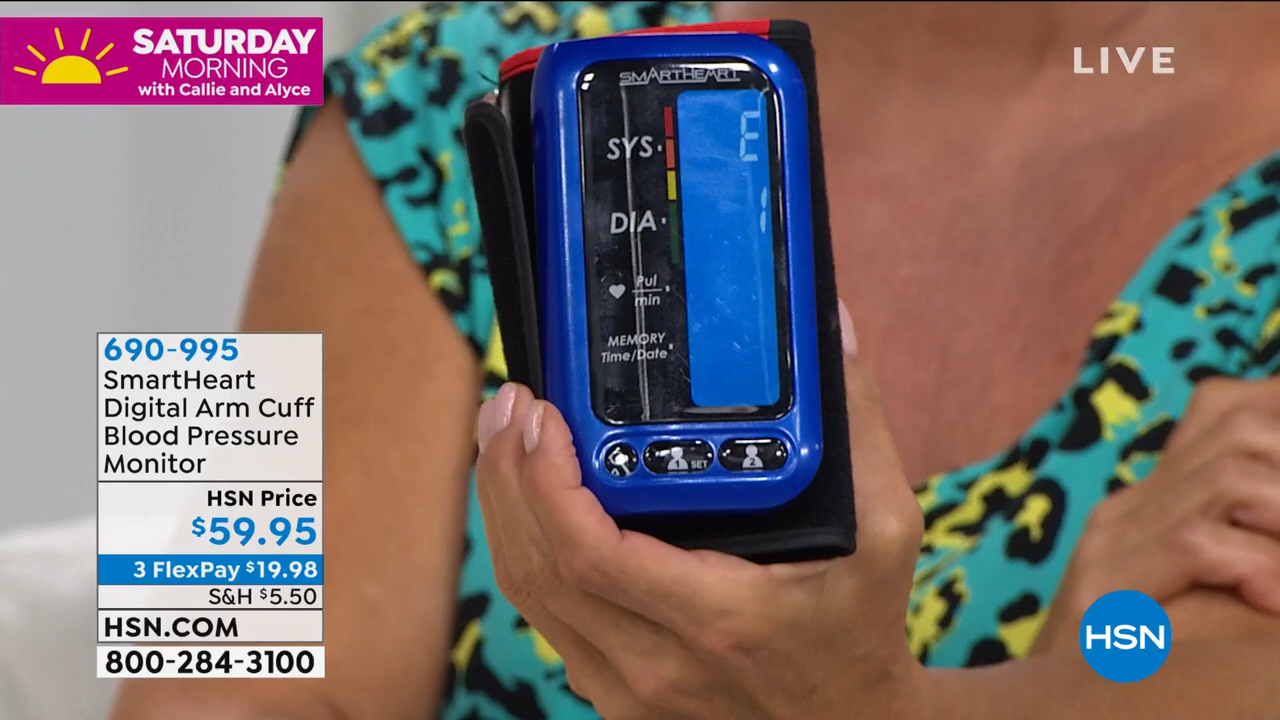 SATURDAY
MORNING
with Callie and Alyce
LIVE
SMARTHEART
SYS
DIA
Pul
min
MEMORY
Time/Date
E
1 SET
2
690-995
SmartHeart
Digital Arm Cuff
Blood Pressure
Monitor
HSN Price
$59.95
3 FlexPay $19.98
S&H $5.50
HSN.COM
800-284-3100
HSN